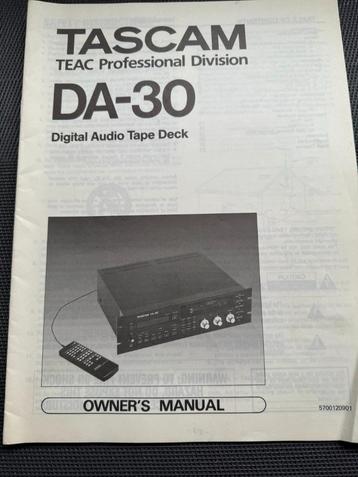 TASCAM
TEAC Professional Division
DA-30
Digital Audio Tape Deck
OWNER'S MANUAL
5700120901